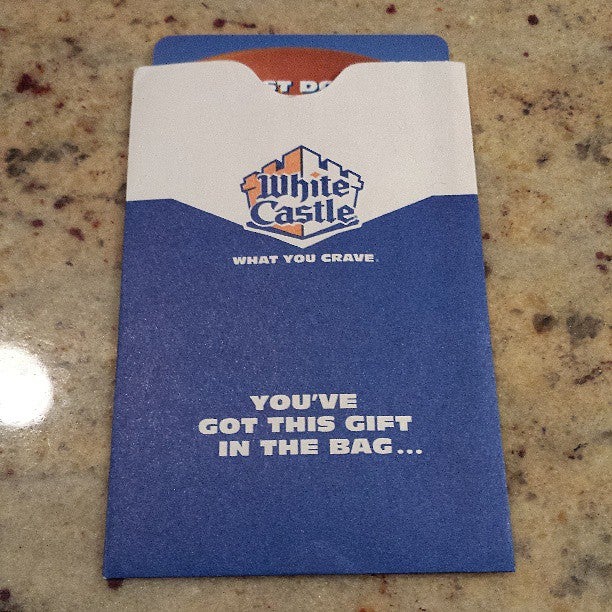 White
Castle
WHAT YOU CRAVE.
YOU'VE
GOT THIS GIFT
IN THE BAG...